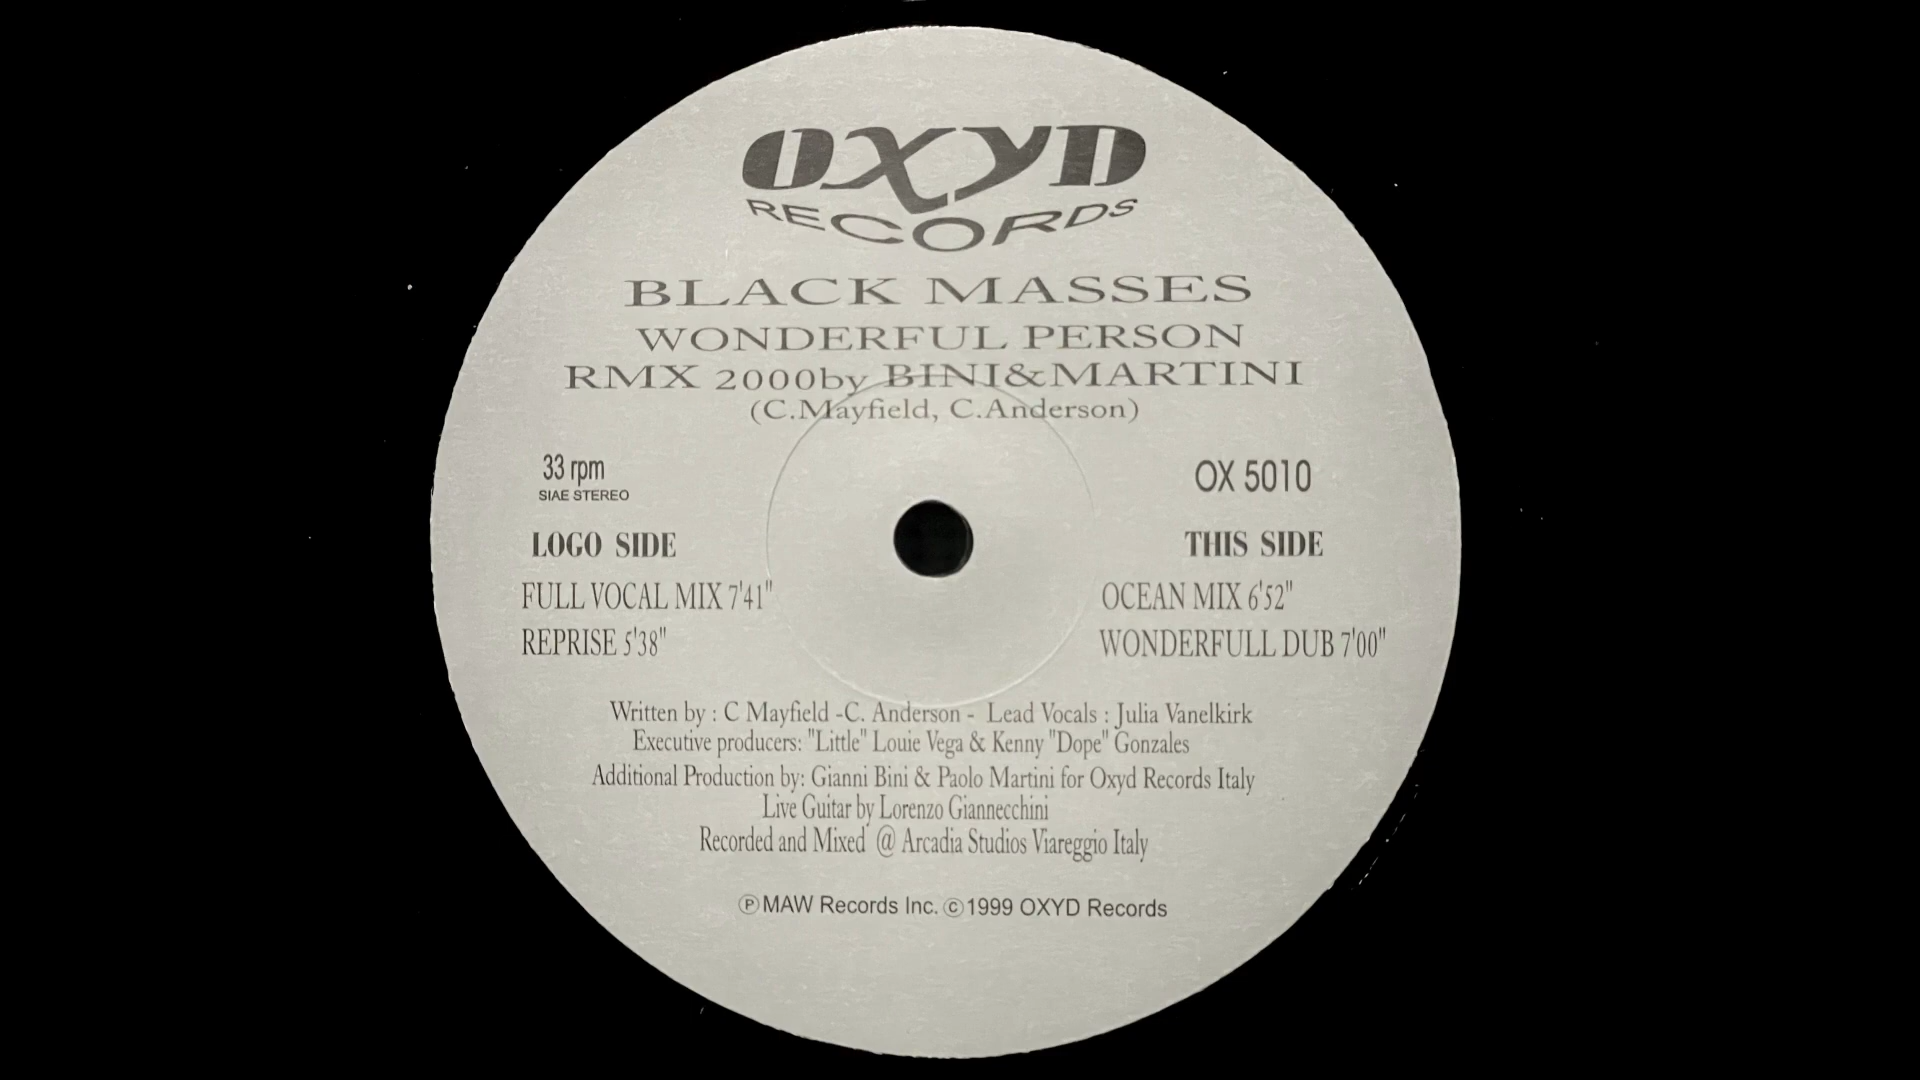 OXYD
RECORDS
BLACK MASSES
WONDERFUL PERSON
RMX 2000by BINI&MARTINI
(C.Mayfield, C.Anderson)
33 rpm
SIAE STEREO
OX 5010
LOGO SIDE
FULL VOCAL MIX 7'41"
REPRISE 5'38"
THIS SIDE
OCEAN MIX 6'52"
WONDERFULL DUB 7'00"
Written by : C Mayfield -C. Anderson - Lead Vocals : Julia Vanelkirk
Executive producers: "Little" Louie Vega & Kenny "Dope" Gonzales
Additional Production by: Gianni Bini & Paolo Martini for Oxyd Records Italy
Live Guitar by Lorenzo Giannecchini
Recorded and Mixed @ Arcadia Studios Viareggio Italy
℗MAW Records Inc. ©1999 OXYD Records